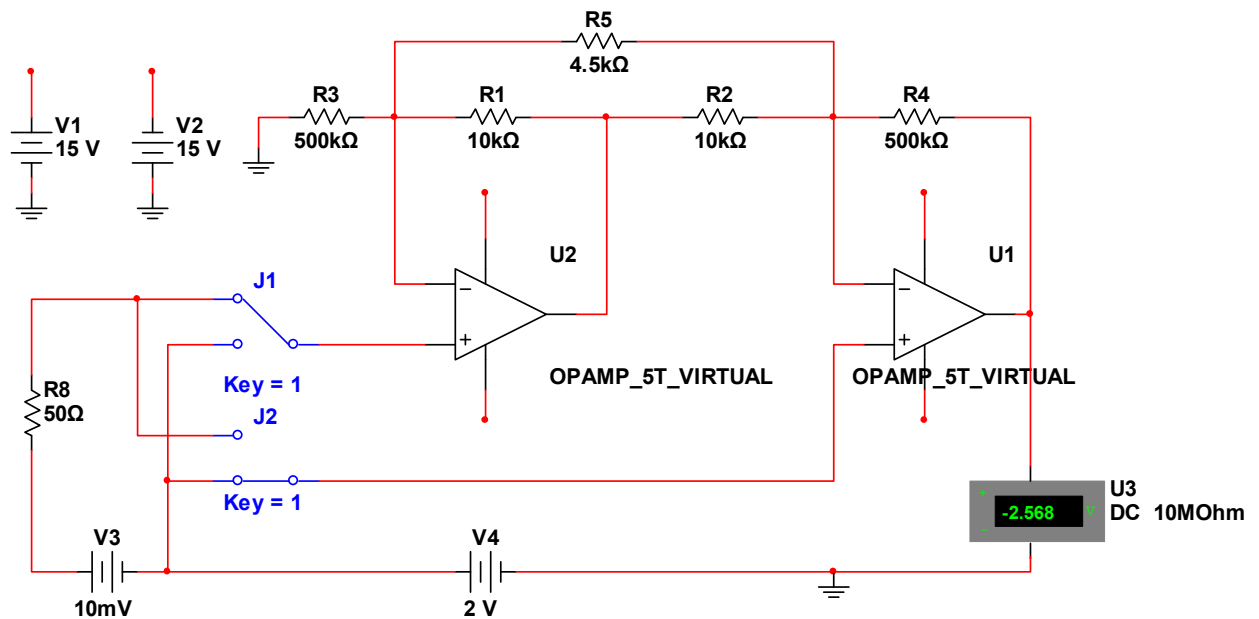 R5
4.5kΩ
V1
15 V
V2
15 V
R3
500kΩ
R1
10kΩ
R2
10kΩ
R4
500kΩ
U2
−
+
OPAMP_5T_VIRTUAL
U1
−
+
OPAMP_5T_VIRTUAL
J1
Key = 1
R8
50Ω
J2
Key = 1
V3
10mV
V4
2 V
U3
DC 10MOhm
+
-2.568 V
−